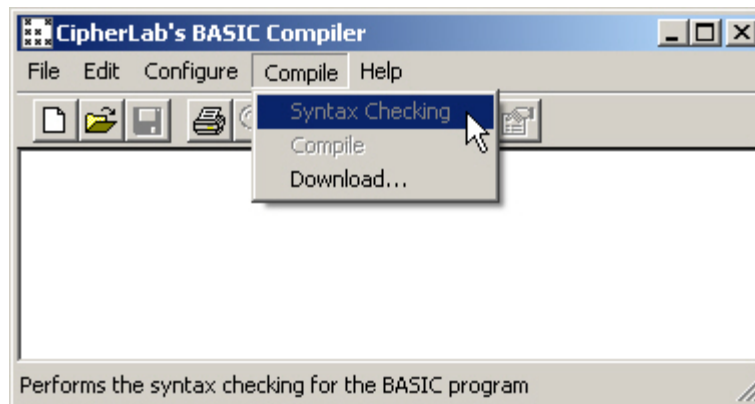 CipherLab's BASIC Compiler
File Edit Configure Compile Help
Syntax Checking
Compile
Download...
Performs the syntax checking for the BASIC program